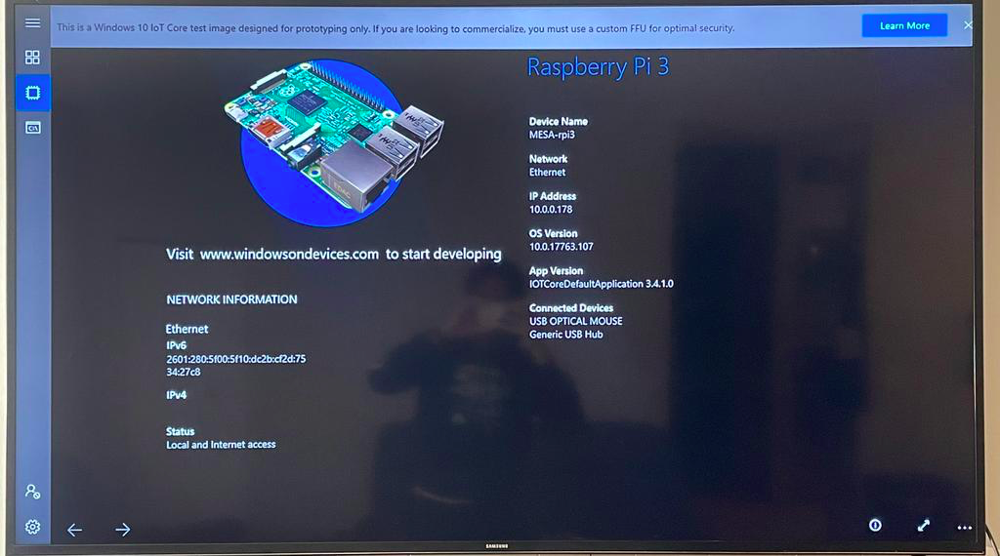 This is a Windows 10 IoT Core test image designed for prototyping only. If you are looking to commercialize, you must use a custom FFU for optimal security.
Learn More
Raspberry Pi 3
Device Name
MESA-rpi3
Network
Ethernet
IP Address
10.0.0.178
OS Version
10.0.17763.107
App Version
IOTCoreDefaultApplication 3.4.1.0
Connected Devices
USB OPTICAL MOUSE
Generic USB Hub
Visit www.windowsondevices.com to start developing
NETWORK INFORMATION
Ethernet
IPv6
2601:280:5f00:5f10:dc2b:cf2d:75
34:27c8
IPv4
Status
Local and Internet access
SAMSUNG